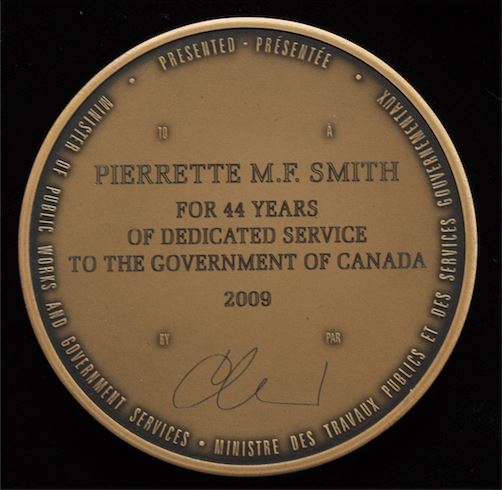 PRESENTED - PRÉSENTÉE
MINISTER OF PUBLIC WORKS AND GOVERNMENT SERVICES • MINISTRE DES TRAVAUX PUBLICS ET DES SERVICES GOUVERNEMENTAUX
TO À
PIERRETTE M.F. SMITH
FOR 44 YEARS
OF DEDICATED SERVICE
TO THE GOVERNMENT OF CANADA
2009
BY PAR